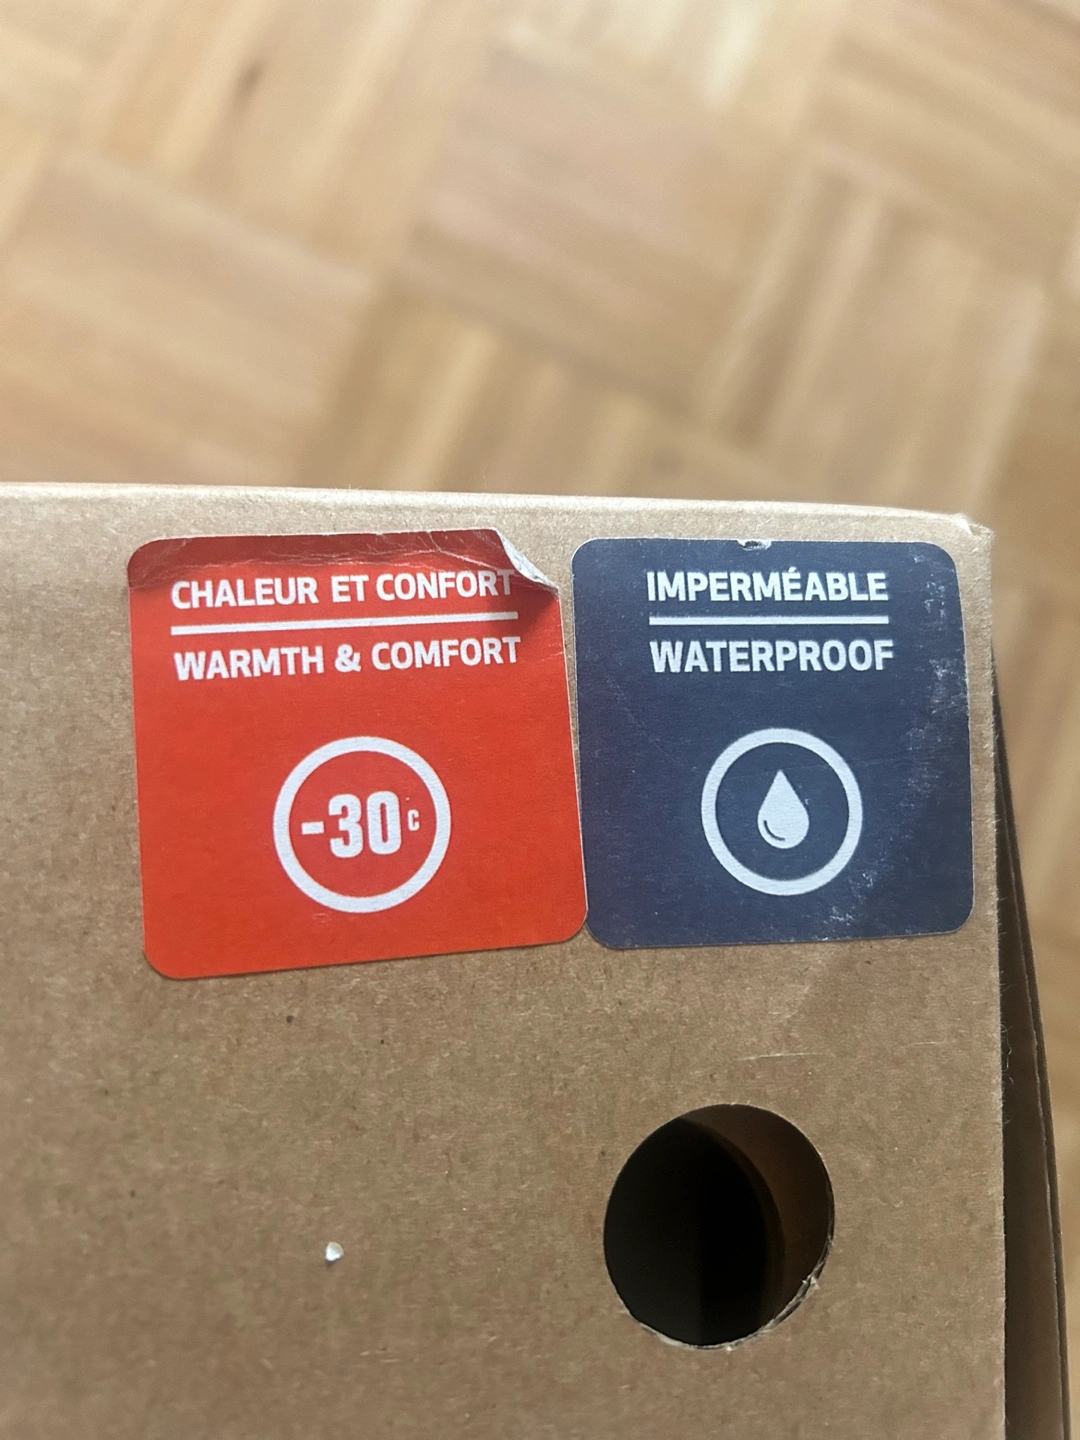 CHALEUR ET CONFORT
WARMTH & COMFORT
-30 c
IMPERMÉABLE
WATERPROOF